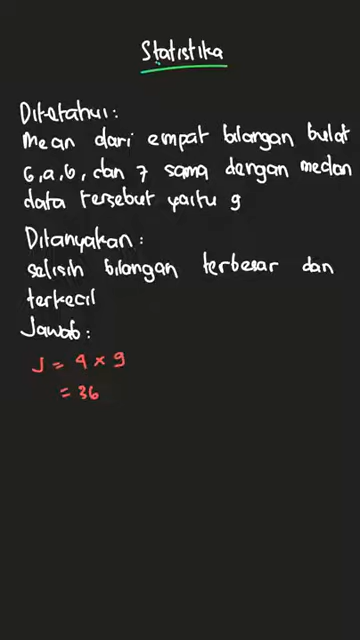 Statistika
Diketahui:
Mean dari empat bilangan bulat
6, a, b, dan 7 sama dengan median
data tersebut yaitu 9
Ditanyakan:
selisih bilangan terbesar dan
terkecil
Jawab:
J = 4 × 9
= 36